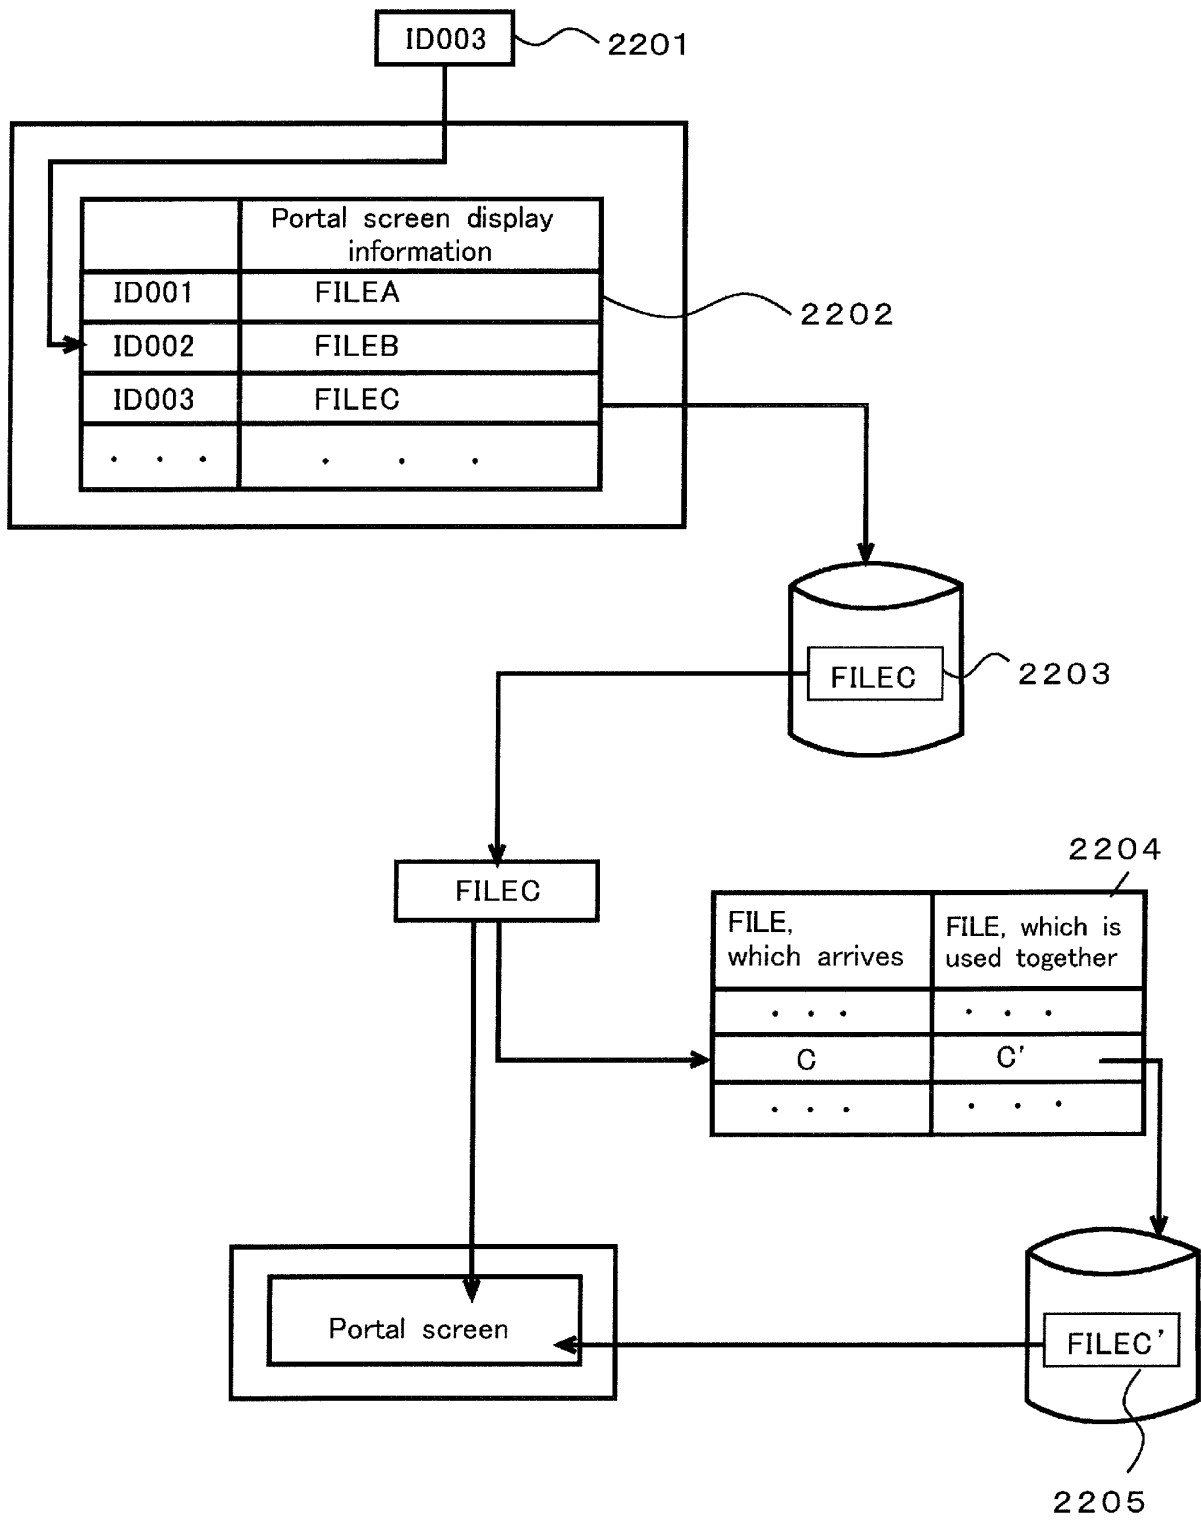 ID003
2201
Portal screen display
information
ID001 FILEA
2202
ID002 FILEB
ID003 FILEC
. . . . . .
FILEC
2203
FILEC
2204
FILE,
which arrives
FILE, which is
used together
. . . . . .
C C'
. . . . . .
Portal screen
FILEC'
2205